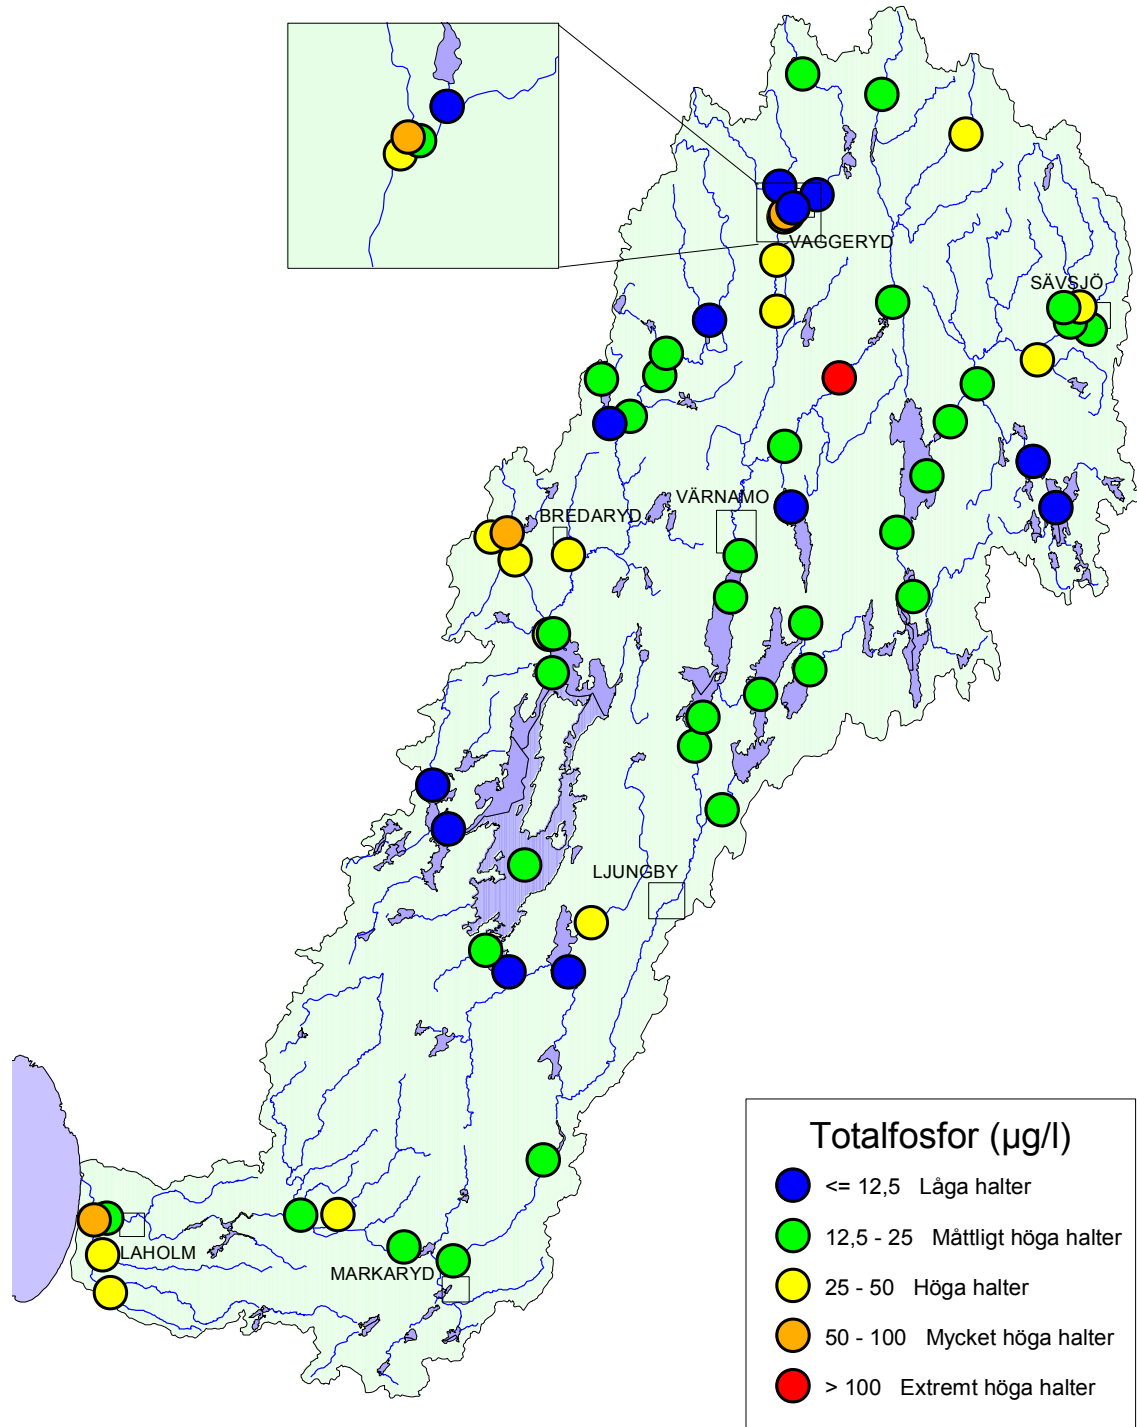 VAGGERYD
SÄVSJÖ
VÄRNAMO
BREDARYD
LJUNGBY
LAHOLM
MARKARYD
Totalfosfor (µg/l)
<= 12,5 Låga halter
12,5 - 25 Måttligt höga halter
25 - 50 Höga halter
50 - 100 Mycket höga halter
> 100 Extremt höga halter